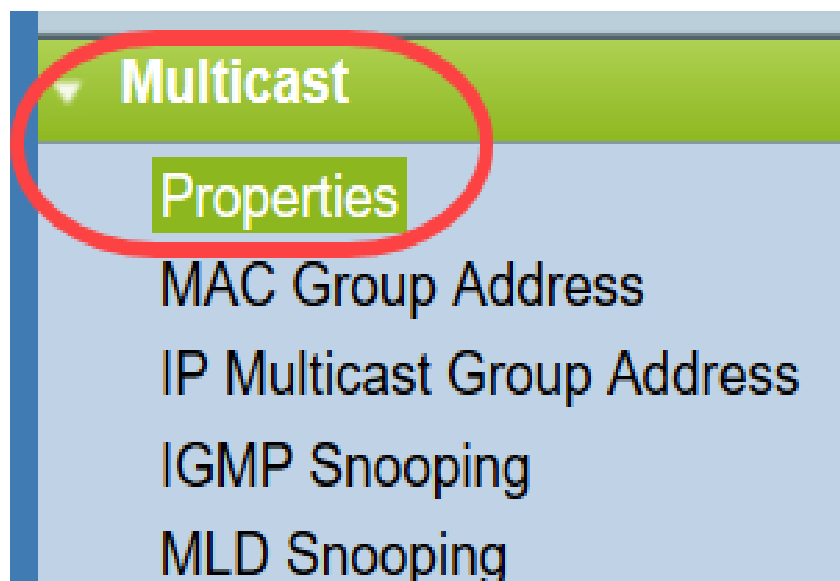 Multicast
Properties
MAC Group Address
IP Multicast Group Address
IGMP Snooping
MLD Snooping